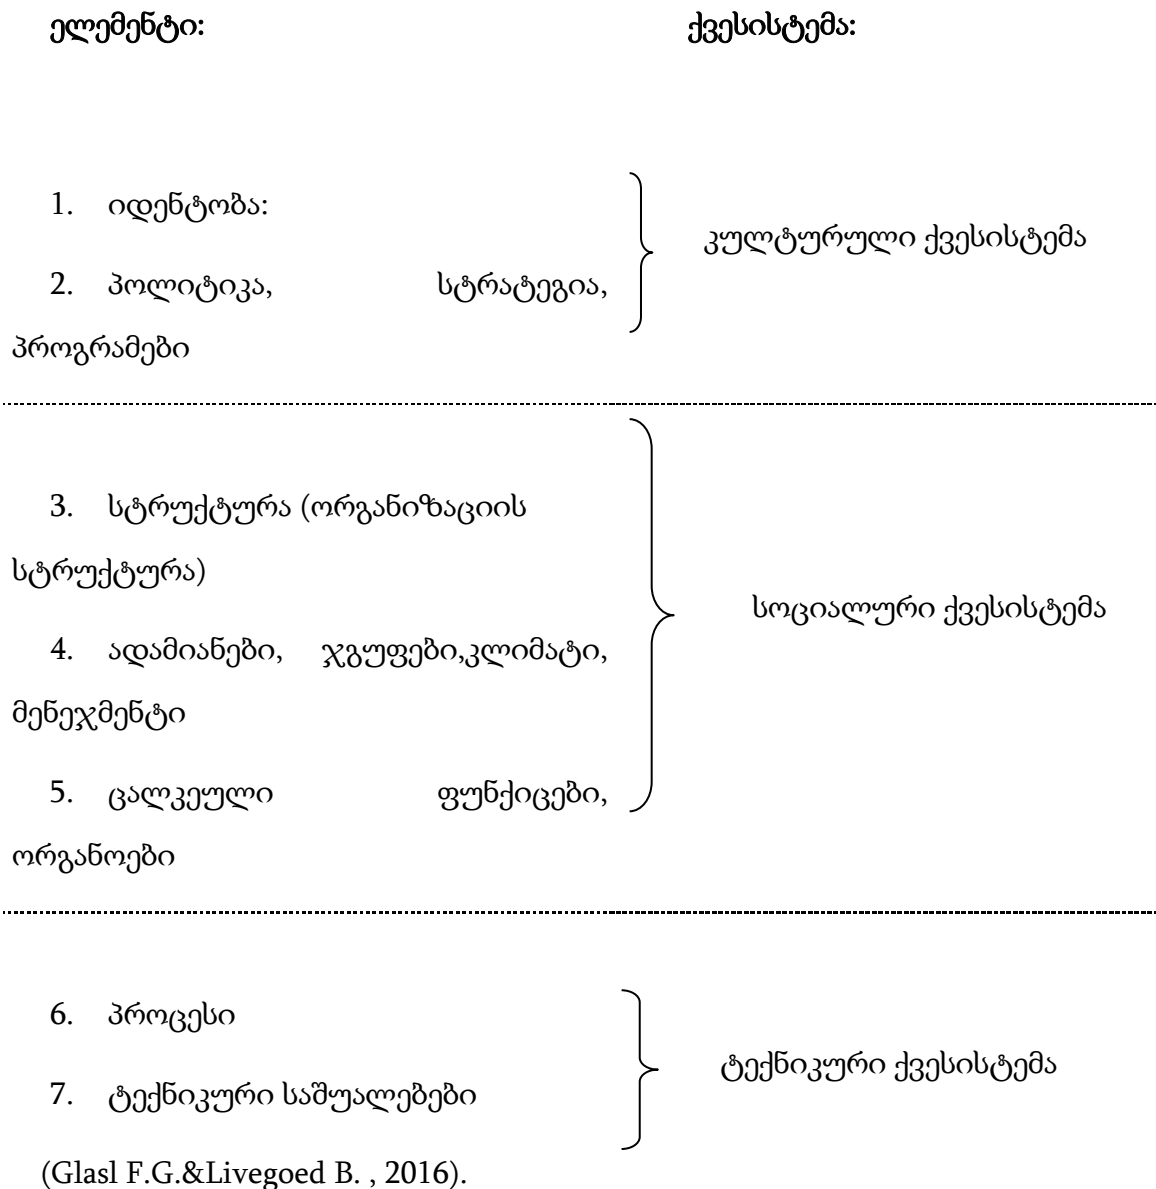 ელემენტი: ქვესისტემა:
1. იდენტობა:
კულტურული ქვესისტემა
2. პოლიტიკა, სტრატეგია,
პროგრამები
3. სტრუქტურა (ორგანიზაციის
სტრუქტურა)
სოციალური ქვესისტემა
4. ადამიანები, ჯგუფები,კლიმატი,
მენეჯმენტი
5. ცალკეული ფუნქიცები,
ორგანოები
6. პროცესი
ტექნიკური ქვესისტემა
7. ტექნიკური საშუალებები
(Glasl F.G.&Livegoed B. , 2016).